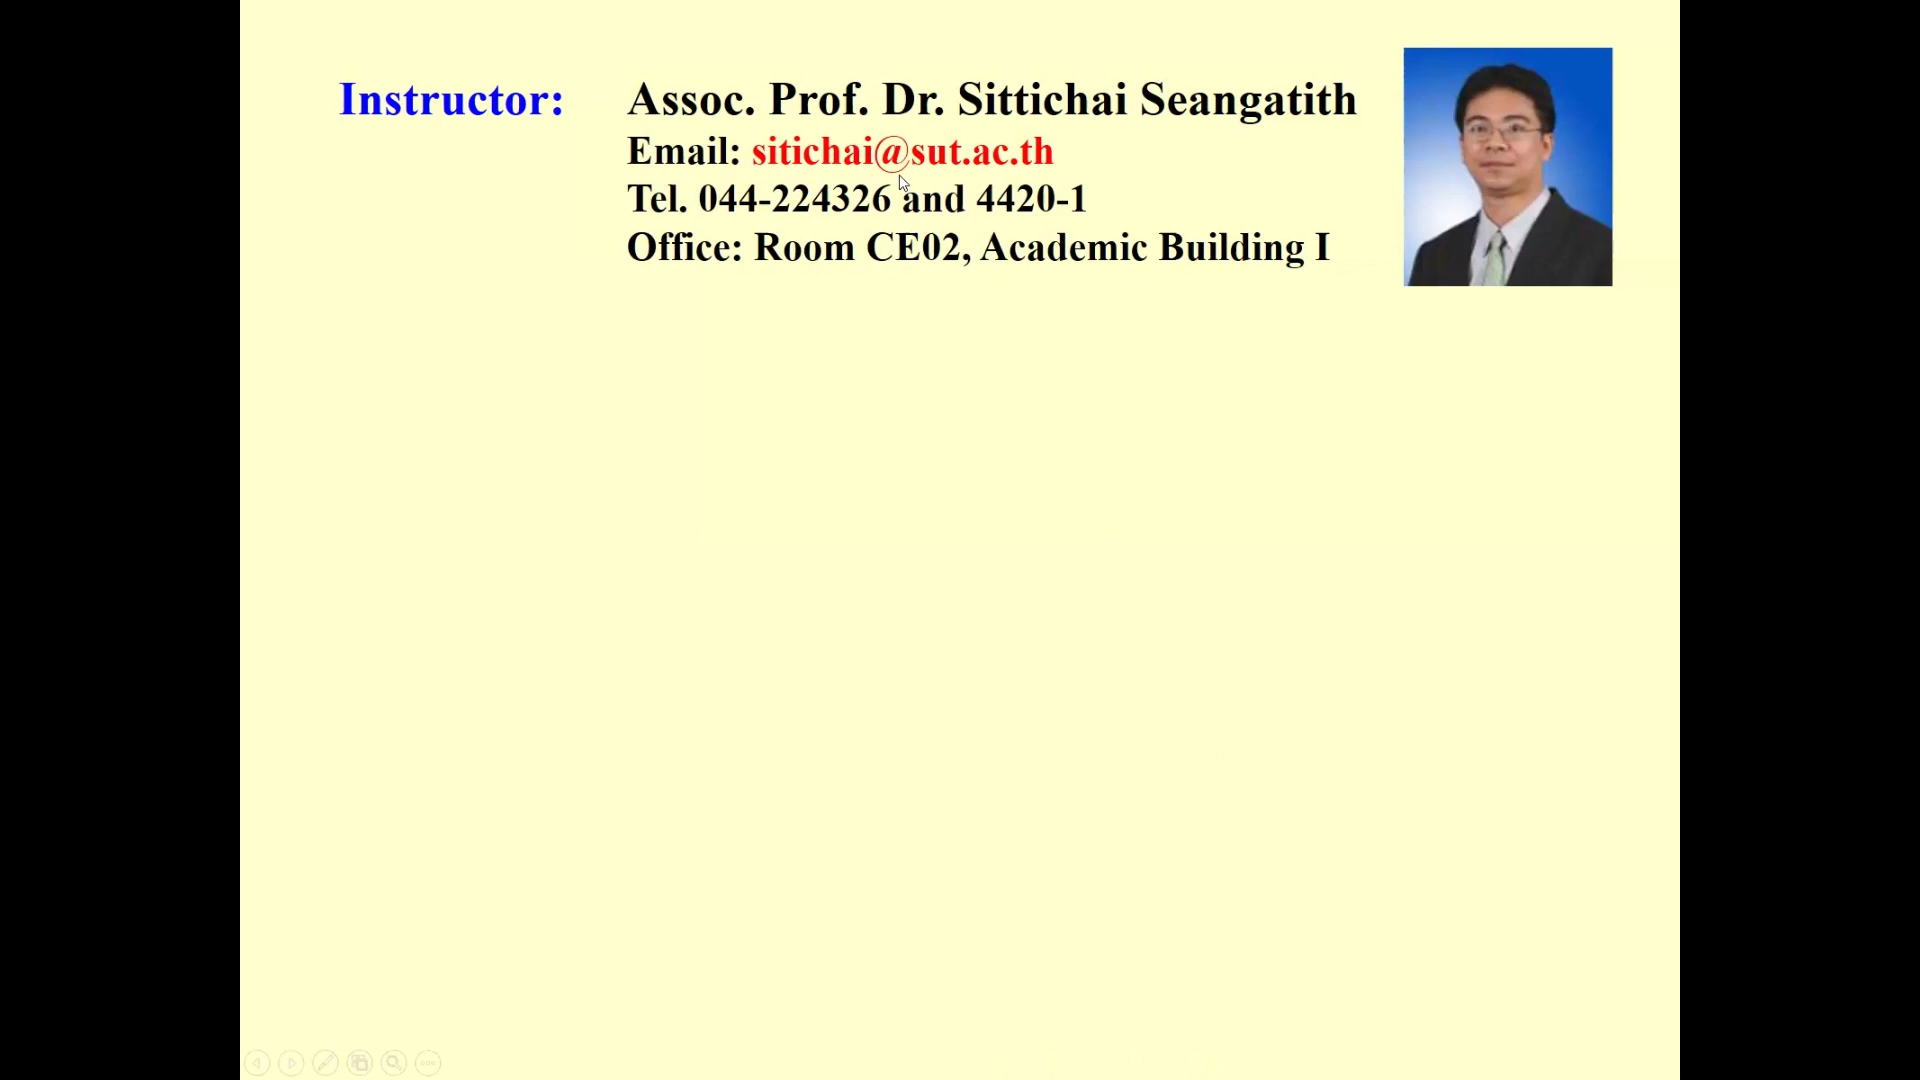 Instructor: Assoc. Prof. Dr. Sittichai Seangatith
Email: sitichai@sut.ac.th
Tel. 044-224326 and 4420-1
Office: Room CE02, Academic Building I